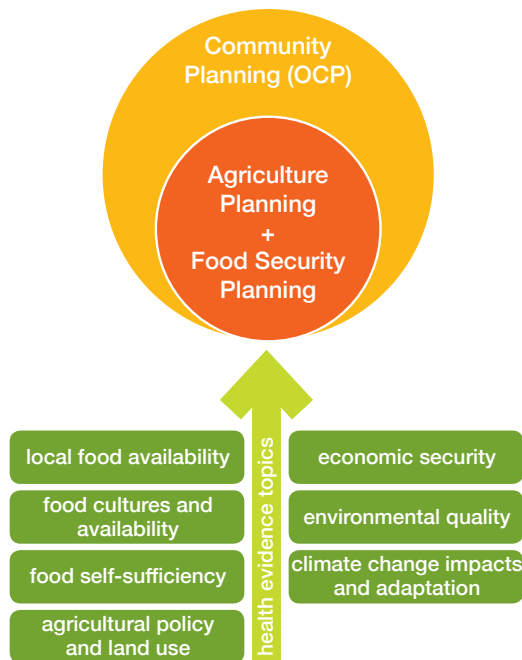 Community
Planning (OCP)
Agriculture
Planning
+
Food Security
Planning
health evidence topics
local food availability
food cultures and
availability
food self-sufficiency
agricultural policy
and land use
economic security
environmental quality
climate change impacts
and adaptation